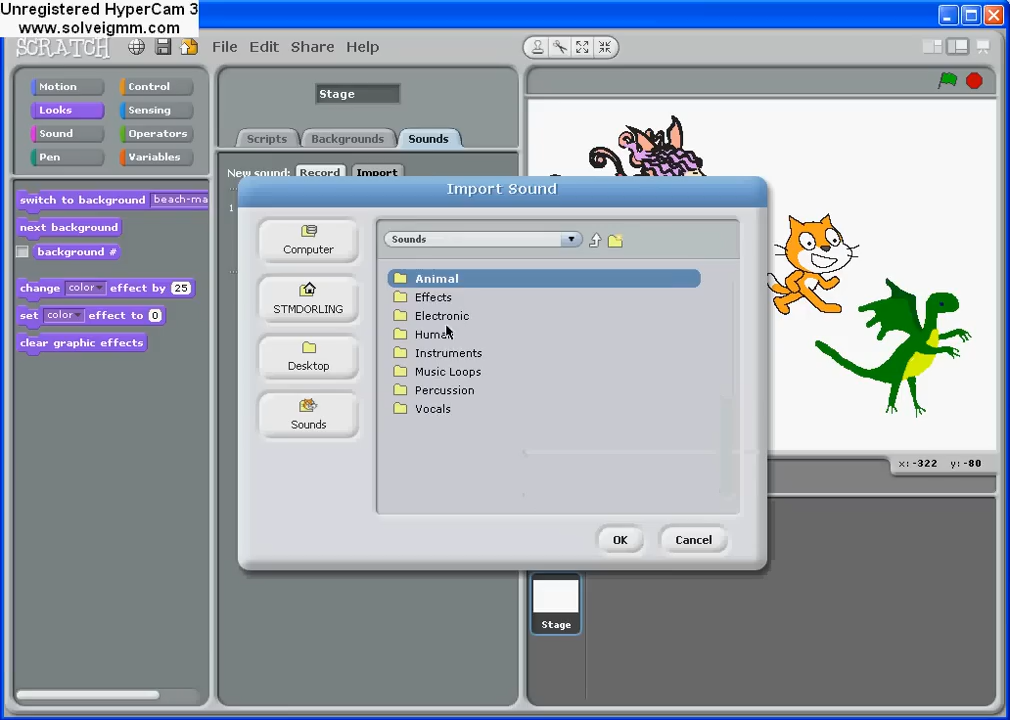 Unregistered HyperCam 3
www.solveigmm.com
SCRATCH
File Edit Share Help
Motion Control
Looks Sensing
Sound Operators
Pen Variables
switch to background beach-ma
next background
background #
change color effect by 25
set color effect to 0
clear graphic effects
Stage
Scripts Backgrounds Sounds
New sound: Record Import
1
Import Sound
Computer
STMDORLING
Desktop
Sounds
Sounds
Animal
Effects
Electronic
Human
Instruments
Music Loops
Percussion
Vocals
OK Cancel
x: -322 y: -80
Stage